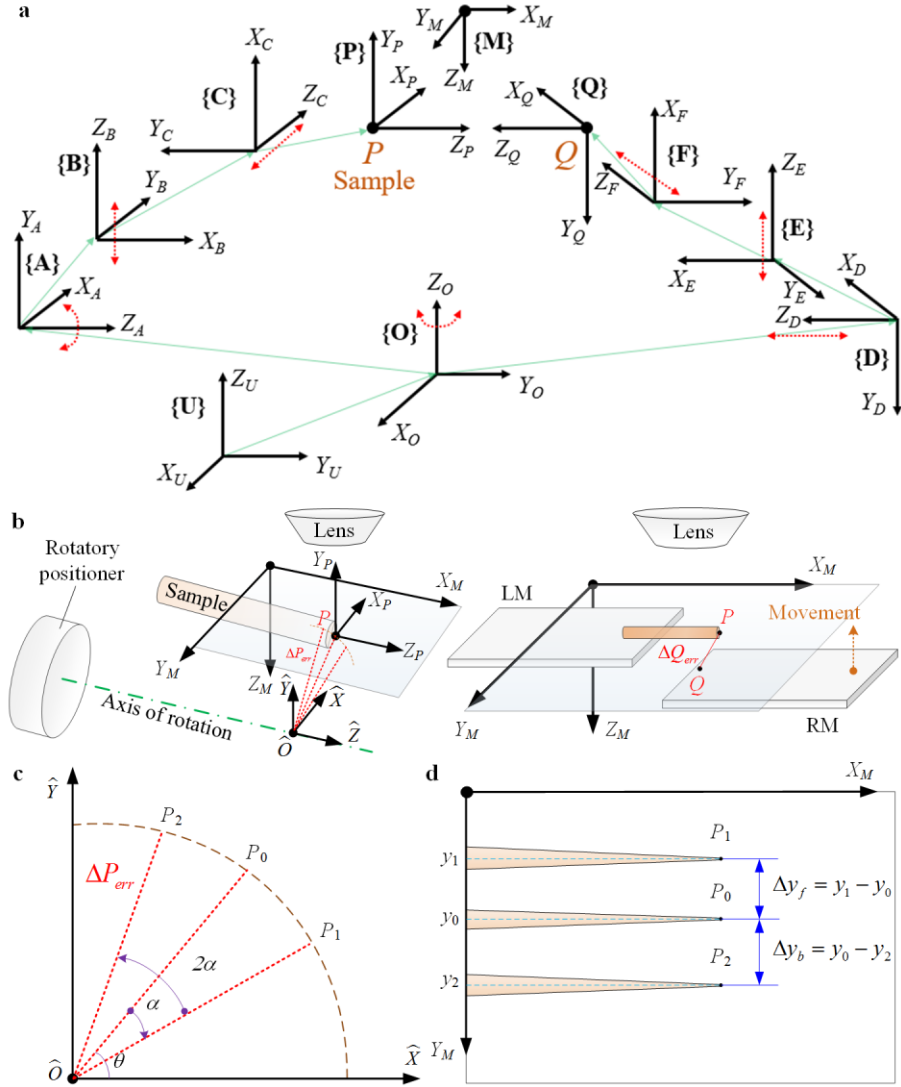 a
X_C
{C}
Z_C
Y_C
{P}
Y_P
X_P
Z_P
P
Sample
Y_M
{M}
X_M
Z_M
X_Q
{Q}
Z_Q
Q
Y_Q
X_F
{F}
Z_F
Y_F
Z_E
{E}
X_E
Y_E
X_D
Z_D
{D}
Y_D
Z_B
{B}
Y_B
X_B
Y_A
{A}
X_A
Z_A
Z_O
{O}
Y_O
X_O
Z_U
{U}
X_U
Y_U
b
Rotatory
positioner
Lens
Sample
Y_P
X_M
P
X_P
ΔP_err
Z_P
Y_M
Z_M
Ŷ
X̂
Axis of rotation
Ẑ
Ô
Lens
LM
X_M
P
Movement
ΔQ_err
Q
Y_M
Z_M
RM
c
Ŷ
P_2
P_0
ΔP_err
P_1
2α
α
θ
Ô
X̂
d
X_M
P_1
y_1
Δy_f = y_1 − y_0
P_0
y_0
P_2
Δy_b = y_0 − y_2
y_2
Y_M